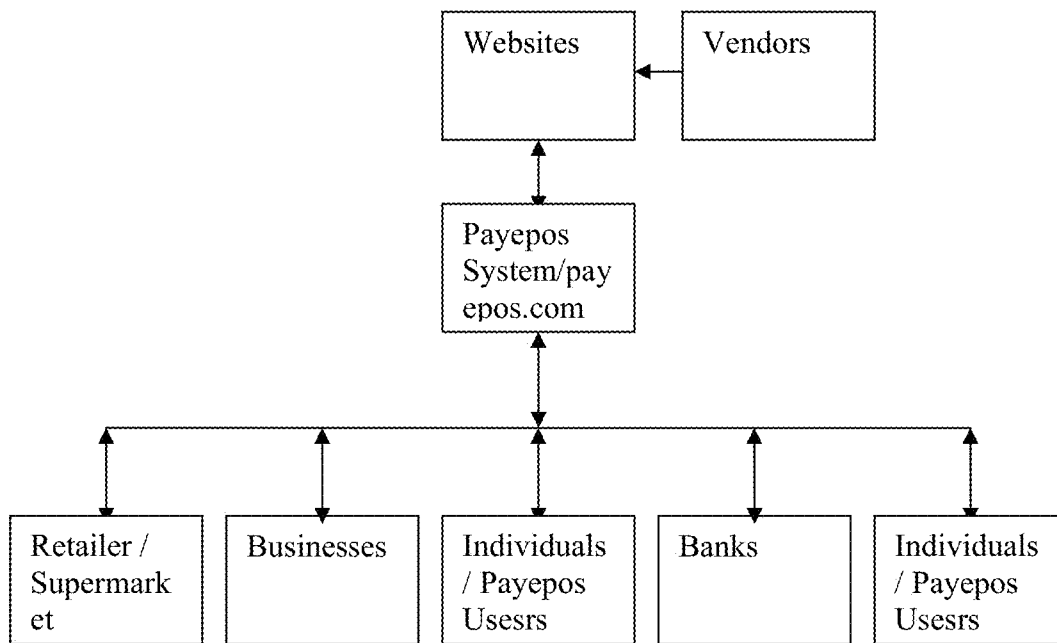 Websites
Vendors
Payepos
System/pay
epos.com
Retailer /
Supermark
et
Businesses
Individuals
/ Payepos
Usesrs
Banks
Individuals
/ Payepos
Usesrs